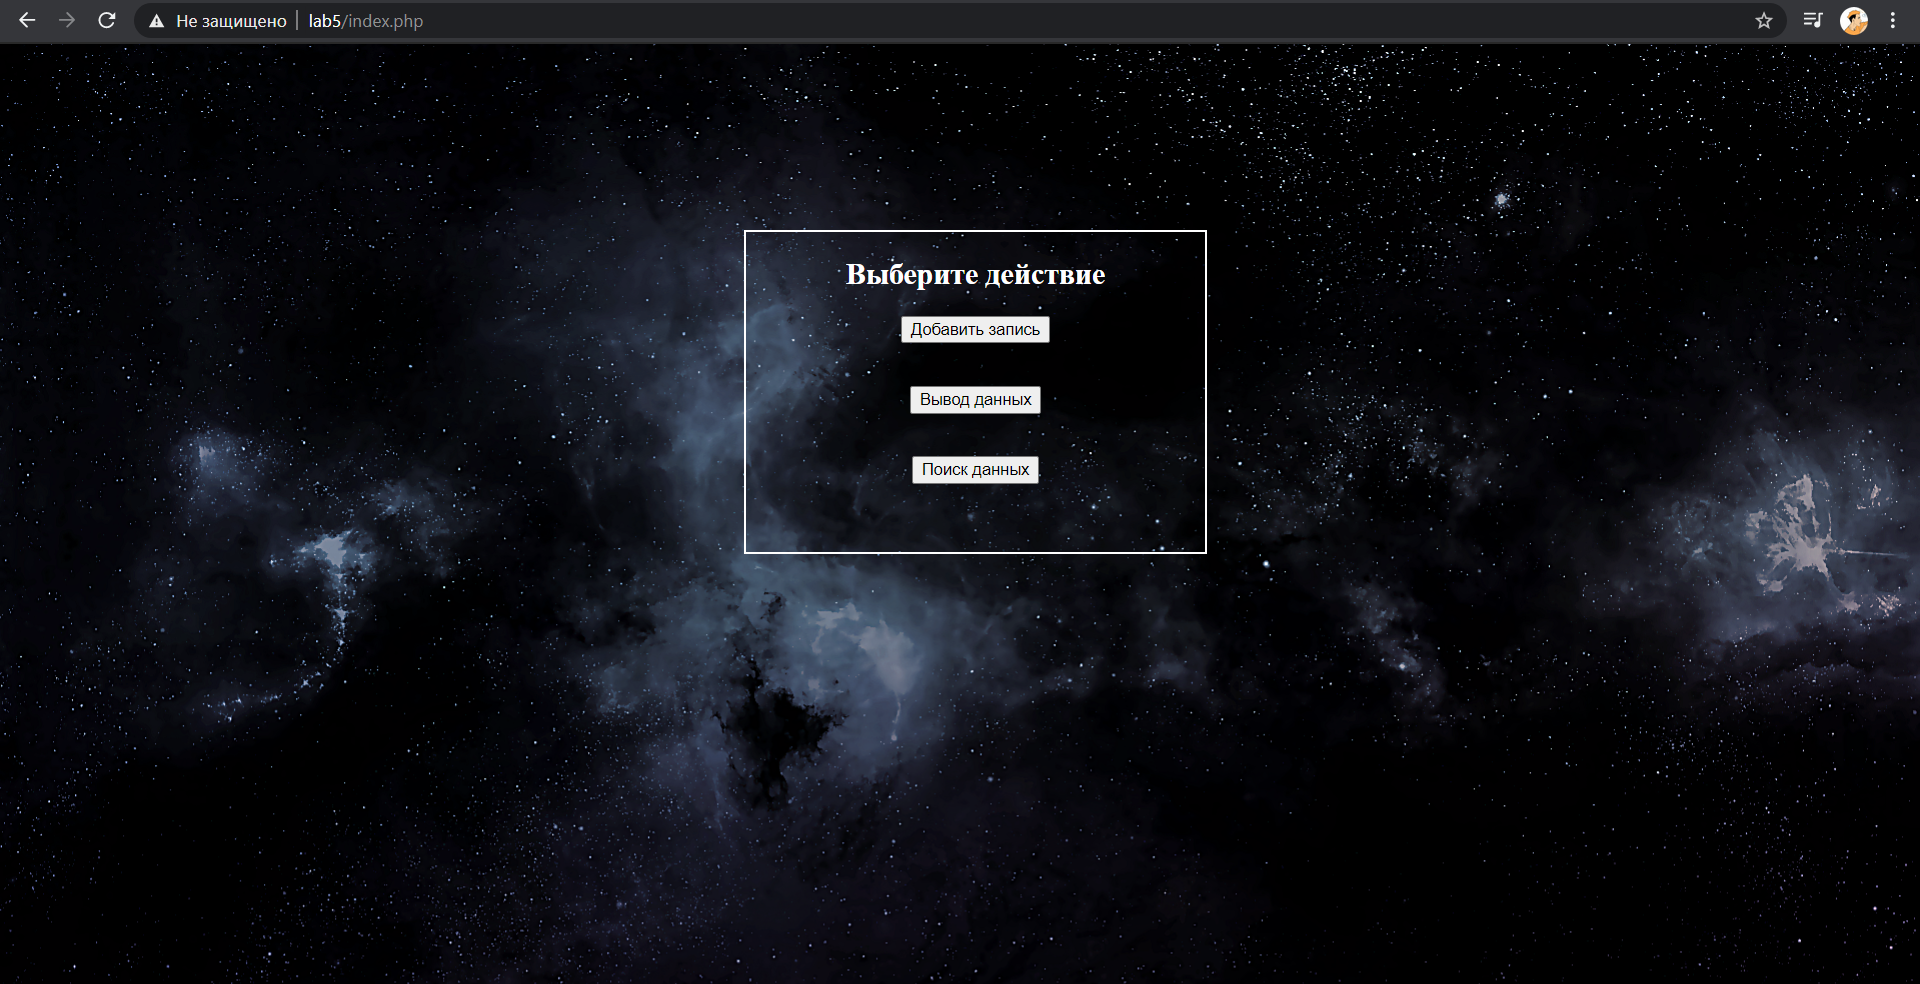 Не защищено lab5/index.php
Выберите действие
Добавить запись
Вывод данных
Поиск данных